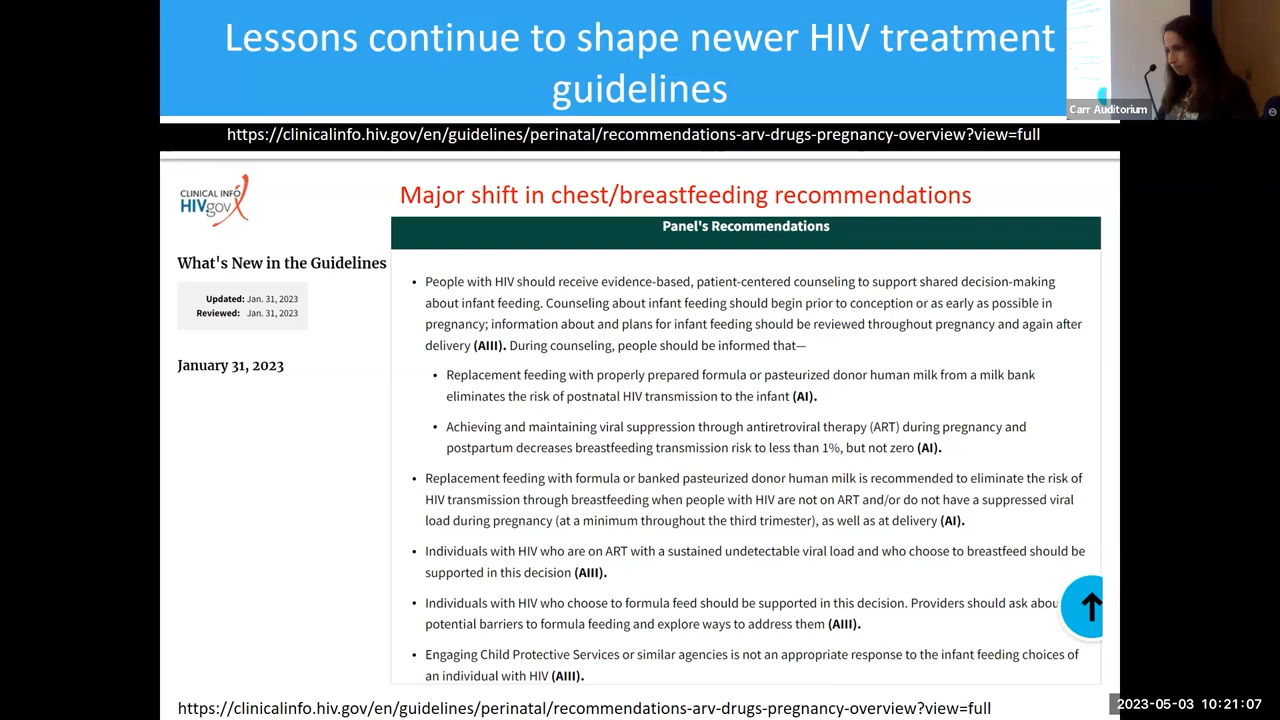 Lessons continue to shape newer HIV treatment
guidelines
Carr Auditorium
https://clinicalinfo.hiv.gov/en/guidelines/perinatal/recommendations-arv-drugs-pregnancy-overview?view=full
CLINICAL INFO
HIVgov
Major shift in chest/breastfeeding recommendations
Panel's Recommendations
What's New in the Guidelines
Updated: Jan. 31, 2023
Reviewed: Jan. 31, 2023
January 31, 2023
• People with HIV should receive evidence-based, patient-centered counseling to support shared decision-making
about infant feeding. Counseling about infant feeding should begin prior to conception or as early as possible in
pregnancy; information about and plans for infant feeding should be reviewed throughout pregnancy and again after
delivery (AIII). During counseling, people should be informed that—
• Replacement feeding with properly prepared formula or pasteurized donor human milk from a milk bank
eliminates the risk of postnatal HIV transmission to the infant (AI).
• Achieving and maintaining viral suppression through antiretroviral therapy (ART) during pregnancy and
postpartum decreases breastfeeding transmission risk to less than 1%, but not zero (AI).
• Replacement feeding with formula or banked pasteurized donor human milk is recommended to eliminate the risk of
HIV transmission through breastfeeding when people with HIV are not on ART and/or do not have a suppressed viral
load during pregnancy (at a minimum throughout the third trimester), as well as at delivery (AI).
• Individuals with HIV who are on ART with a sustained undetectable viral load and who choose to breastfeed should be
supported in this decision (AIII).
• Individuals with HIV who choose to formula feed should be supported in this decision. Providers should ask abou
potential barriers to formula feeding and explore ways to address them (AIII).
• Engaging Child Protective Services or similar agencies is not an appropriate response to the infant feeding choices of
an individual with HIV (AIII).
https://clinicalinfo.hiv.gov/en/guidelines/perinatal/recommendations-arv-drugs-pregnancy-overview?view=full
2023-05-03 10:21:07